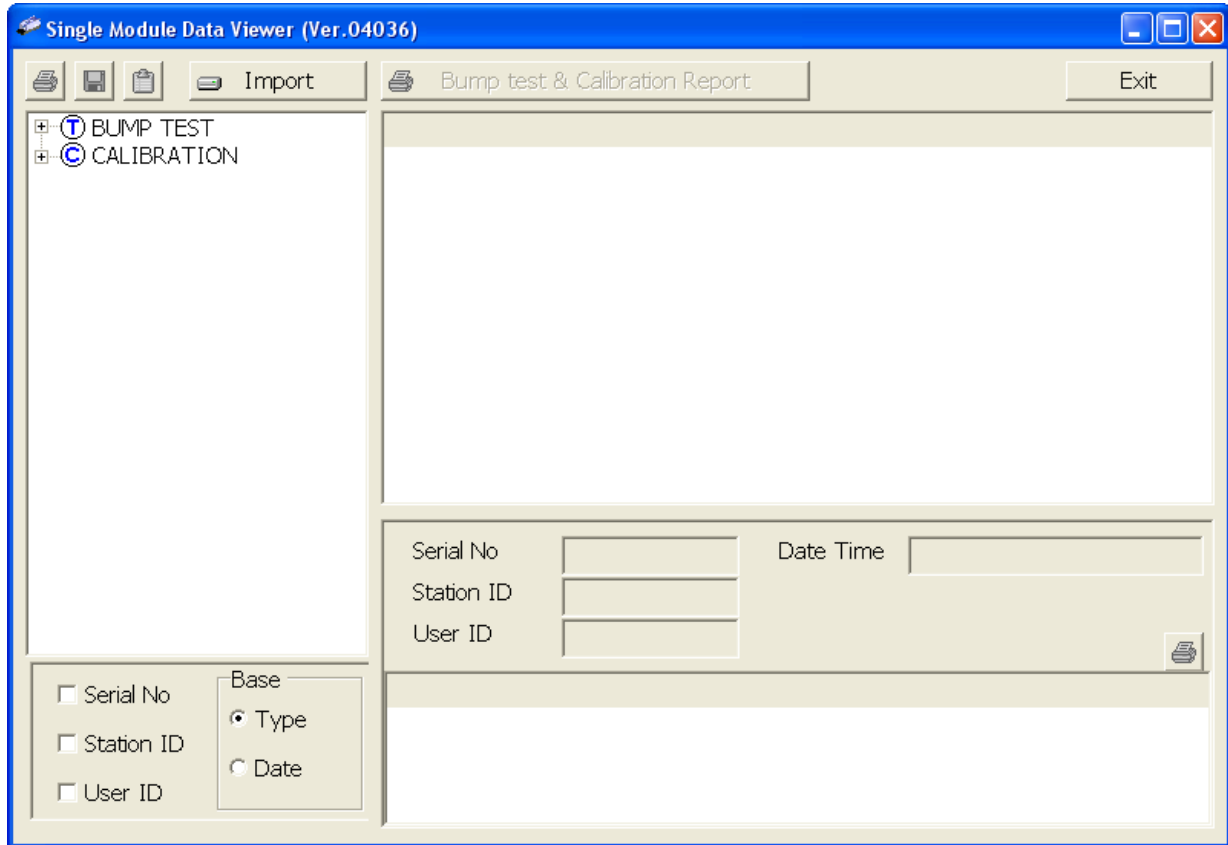 Single Module Data Viewer (Ver.04036)
Import
Bump test & Calibration Report
Exit
T BUMP TEST
C CALIBRATION
Serial No
Date Time
Station ID
User ID
Serial No
Station ID
User ID
Base
Type
Date